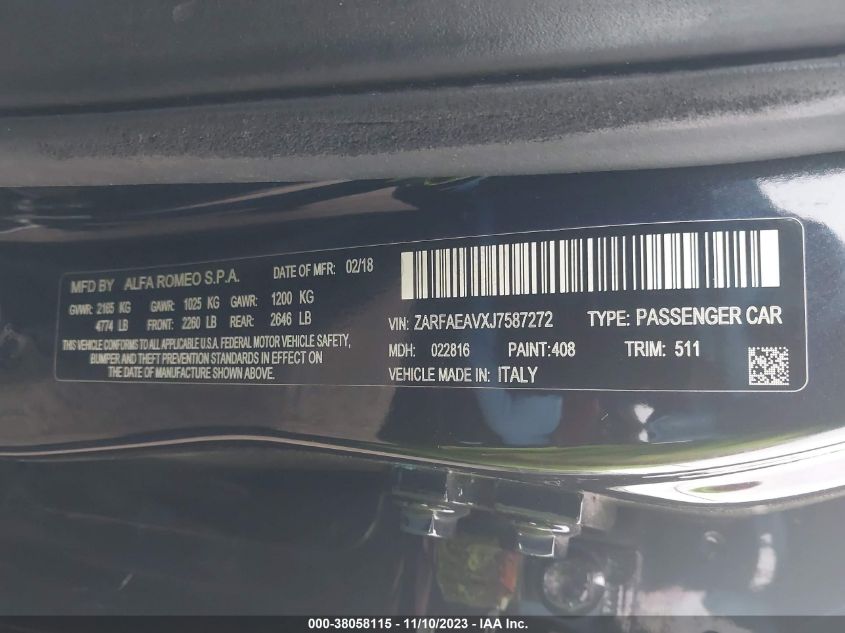 MFD BY ALFA ROMEO S.P.A. DATE OF MFR: 02/18
GVWR: 2165 KG GAWR: 1025 KG GAWR: 1200 KG
4774 LB FRONT: 2260 LB REAR: 2646 LB
THIS VEHICLE CONFORMS TO ALL APPLICABLE U.S.A. FEDERAL MOTOR VEHICLE SAFETY,
BUMPER AND THEFT PREVENTION STANDARDS IN EFFECT ON
THE DATE OF MANUFACTURE SHOWN ABOVE.
VIN: ZARFAEAVXJ7587272 TYPE: PASSENGER CAR
MDH: 022816 PAINT:408 TRIM: 511
VEHICLE MADE IN: ITALY
000-38058115 — 11/10/2023 — IAA Inc.